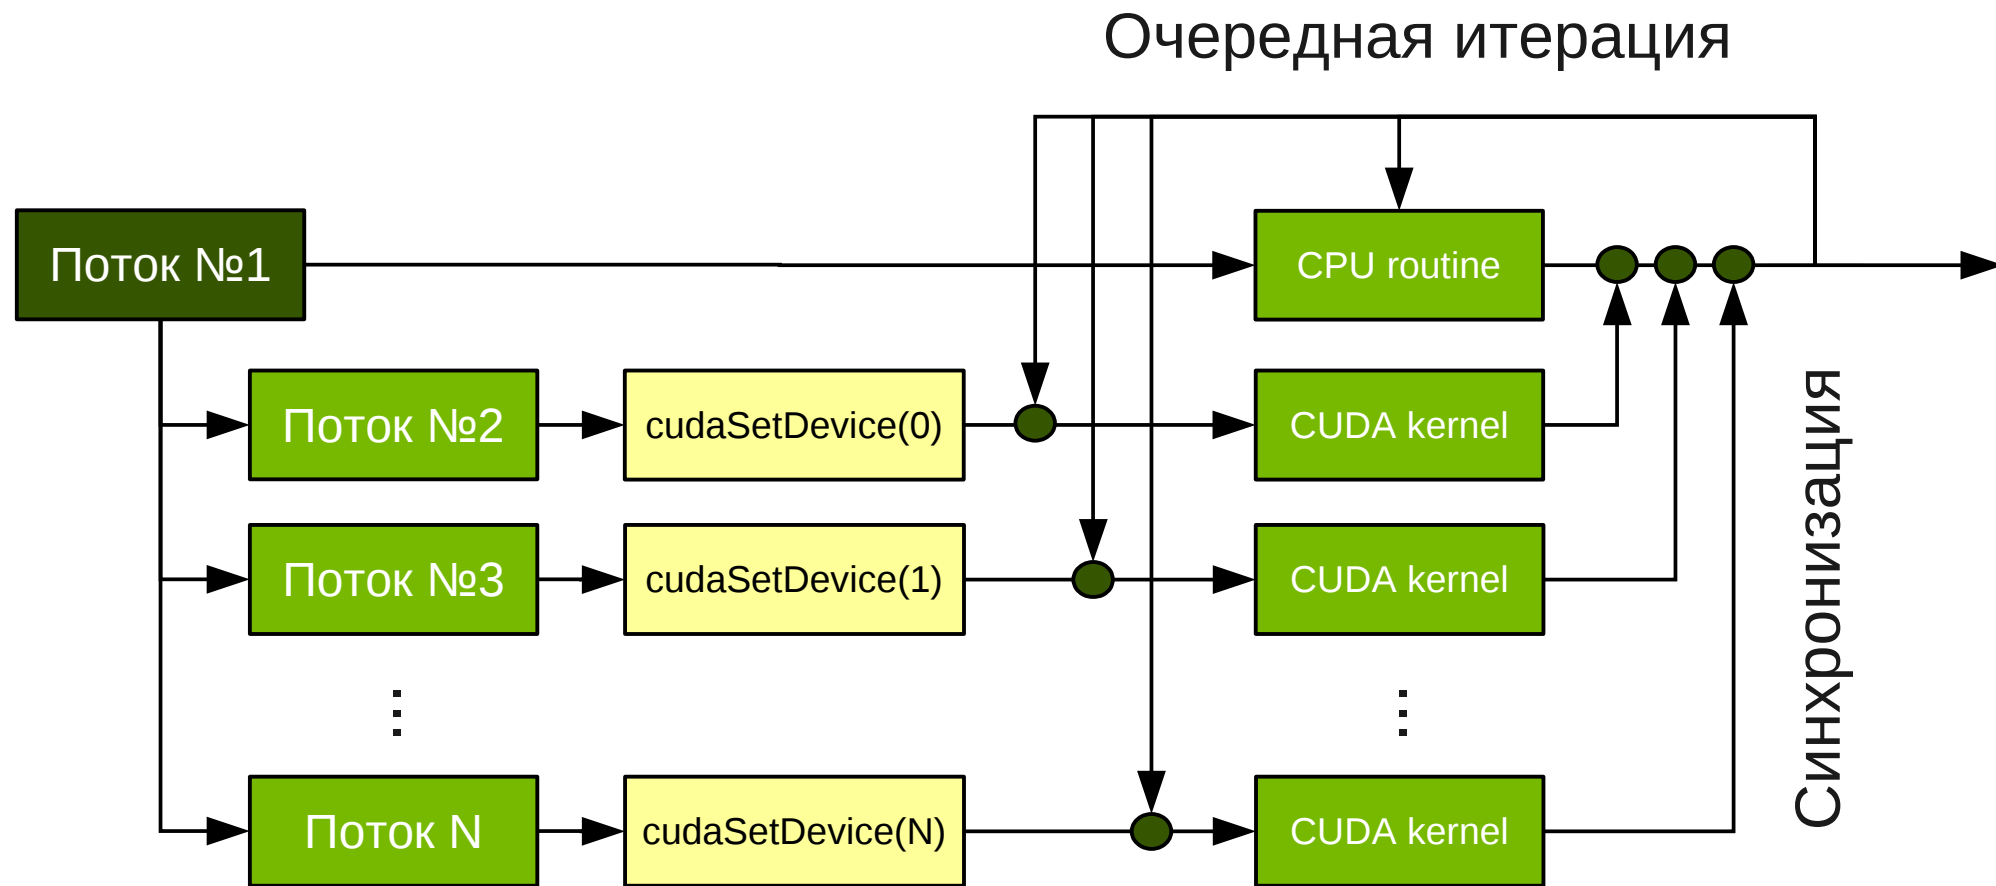 Очередная итерация
Поток №1
CPU routine
Поток №2
cudaSetDevice(0)
CUDA kernel
Поток №3
cudaSetDevice(1)
CUDA kernel
Синхронизация
Поток N
cudaSetDevice(N)
CUDA kernel